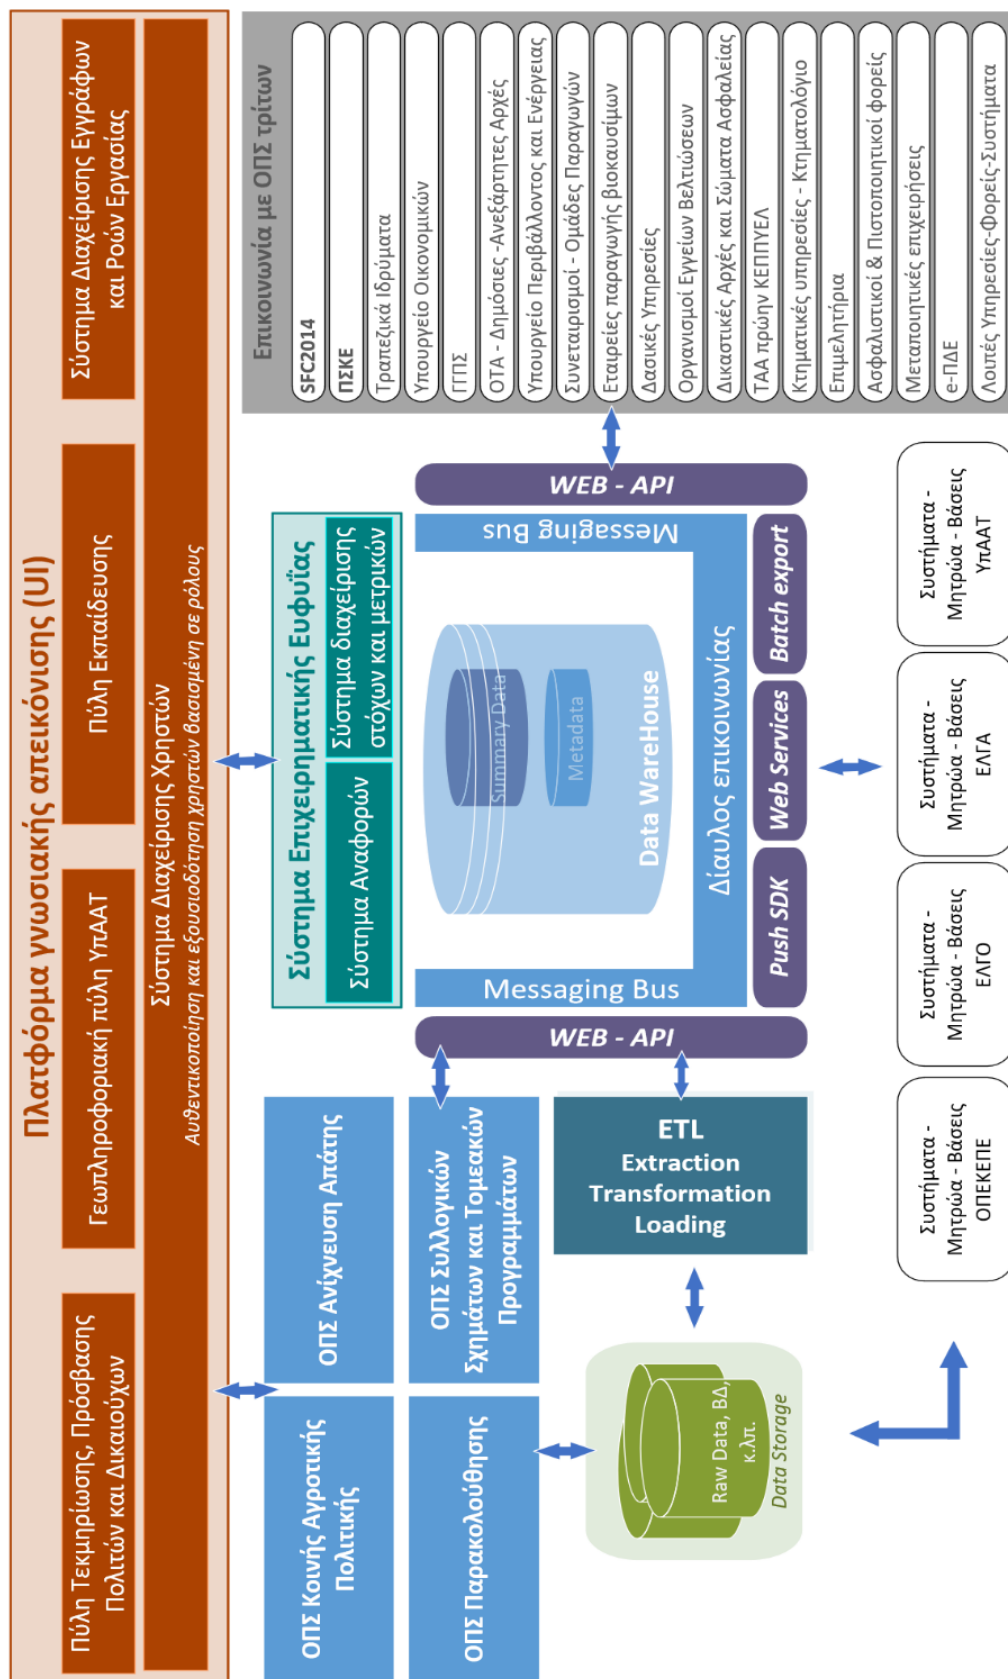 Πλατφόρμα γνωσιακής απεικόνισης (UI)
Πύλη Τεκμηρίωσης, Πρόσβασης
Πολιτών και Δικαιούχων
Γεωπληροφοριακή πύλη ΥπΑΑΤ
Πύλη Εκπαίδευσης
Σύστημα Διαχείρισης Εγγράφων
και Ροών Εργασίας
Σύστημα Διαχείρισης Χρηστών
Αυθεντικοποίηση και εξουσιοδότηση χρηστών βασισμένη σε ρόλους
ΟΠΣ Κοινής Αγροτικής
Πολιτικής
ΟΠΣ Ανίχνευση Απάτης
ΟΠΣ Παρακολούθησης
ΟΠΣ Συλλογικών
Σχημάτων και Τομεακών
Προγραμμάτων
Σύστημα Επιχειρηματικής Ευφυΐας
Σύστημα Αναφορών
Σύστημα διαχείρισης
στόχων και μετρικών
WEB - API
Messaging Bus
Summary Data
Metadata
Data WareHouse
Δίαυλος επικοινωνίας
Messaging Bus
WEB - API
Push SDK
Web Services
Batch export
ETL
Extraction
Transformation
Loading
Raw Data, ΒΔ,
κ.λπ.
Data Storage
Συστήματα -
Μητρώα - Βάσεις
ΟΠΕΚΕΠΕ
Συστήματα -
Μητρώα - Βάσεις
ΕΛΓΟ
Συστήματα -
Μητρώα - Βάσεις
ΕΛΓΑ
Συστήματα -
Μητρώα - Βάσεις
ΥπΑΑΤ
Επικοινωνία με ΟΠΣ τρίτων
SFC2014
ΠΣΚΕ
Τραπεζικά Ιδρύματα
Υπουργείο Οικονομικών
ΓΓΠΣ
ΟΤΑ - Δημόσιες -Ανεξάρτητες Αρχές
Υπουργείο Περιβάλλοντος και Ενέργειας
Συνεταιρισμοί - Ομάδες Παραγωγών
Εταιρείες παραγωγής βιοκαυσίμων
Δασικές Υπηρεσίες
Οργανισμοί Εγγείων Βελτιώσεων
Δικαστικές Αρχές και Σώματα Ασφαλείας
ΤΑΑ πρώην ΚΕΠΠΥΕΛ
Κτηματικές υπηρεσίες - Κτηματολόγιο
Επιμελητήρια
Ασφαλιστικοί & Πιστοποιητικοί φορείς
Μεταποιητικές επιχειρήσεις
e-ΠΔΕ
Λουπές Υπηρεσίες-Φορείς-Συστήματα